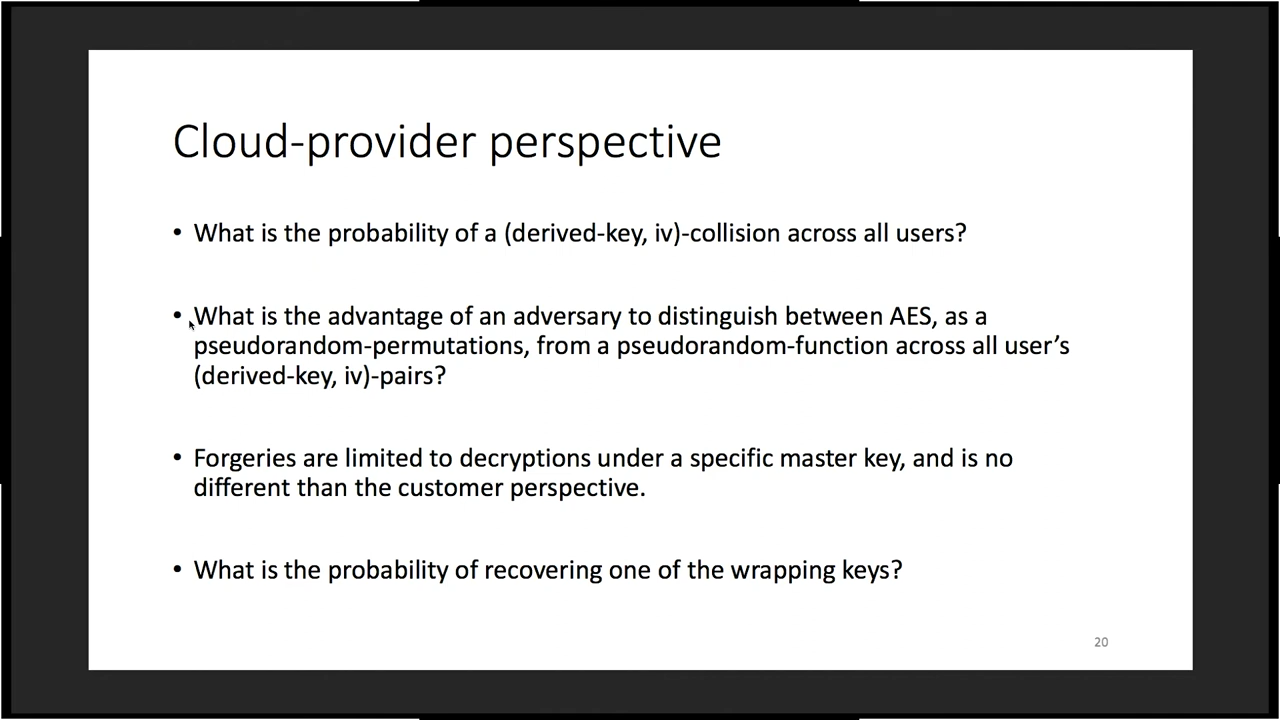 Cloud-provider perspective
• What is the probability of a (derived-key, iv)-collision across all users?
• What is the advantage of an adversary to distinguish between AES, as a
pseudorandom-permutations, from a pseudorandom-function across all user’s
(derived-key, iv)-pairs?
• Forgeries are limited to decryptions under a specific master key, and is no
different than the customer perspective.
• What is the probability of recovering one of the wrapping keys?
20